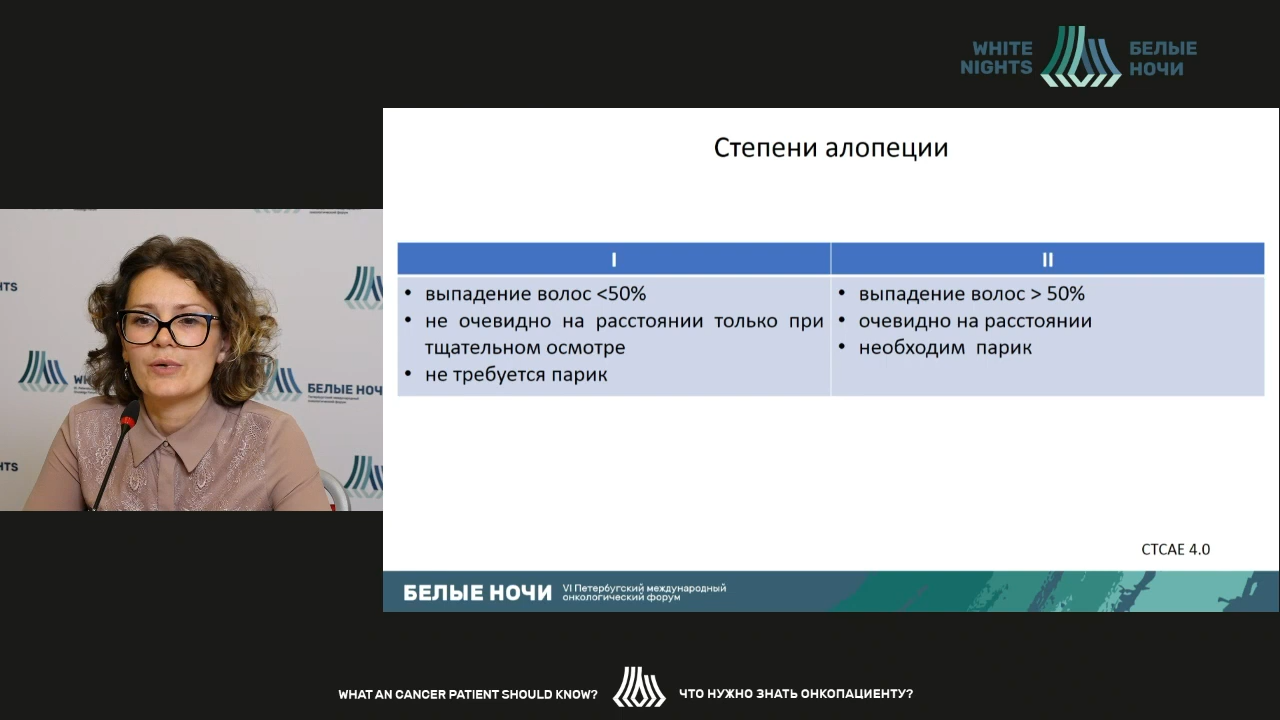 WHITE
NIGHTS
БЕЛЫЕ
НОЧИ
Степени алопеции
I
II
• выпадение волос <50%
• не очевидно на расстоянии только при
тщательном осмотре
• не требуется парик
• выпадение волос > 50%
• очевидно на расстоянии
• необходим парик
CTCAE 4.0
БЕЛЫЕ НОЧИ
VI Петербугский международный
онкологический форум
БЕЛЫЕ НОЧ
WHAT AN CANCER PATIENT SHOULD KNOW?
ЧТО НУЖНО ЗНАТЬ ОНКОПАЦИЕНТУ?